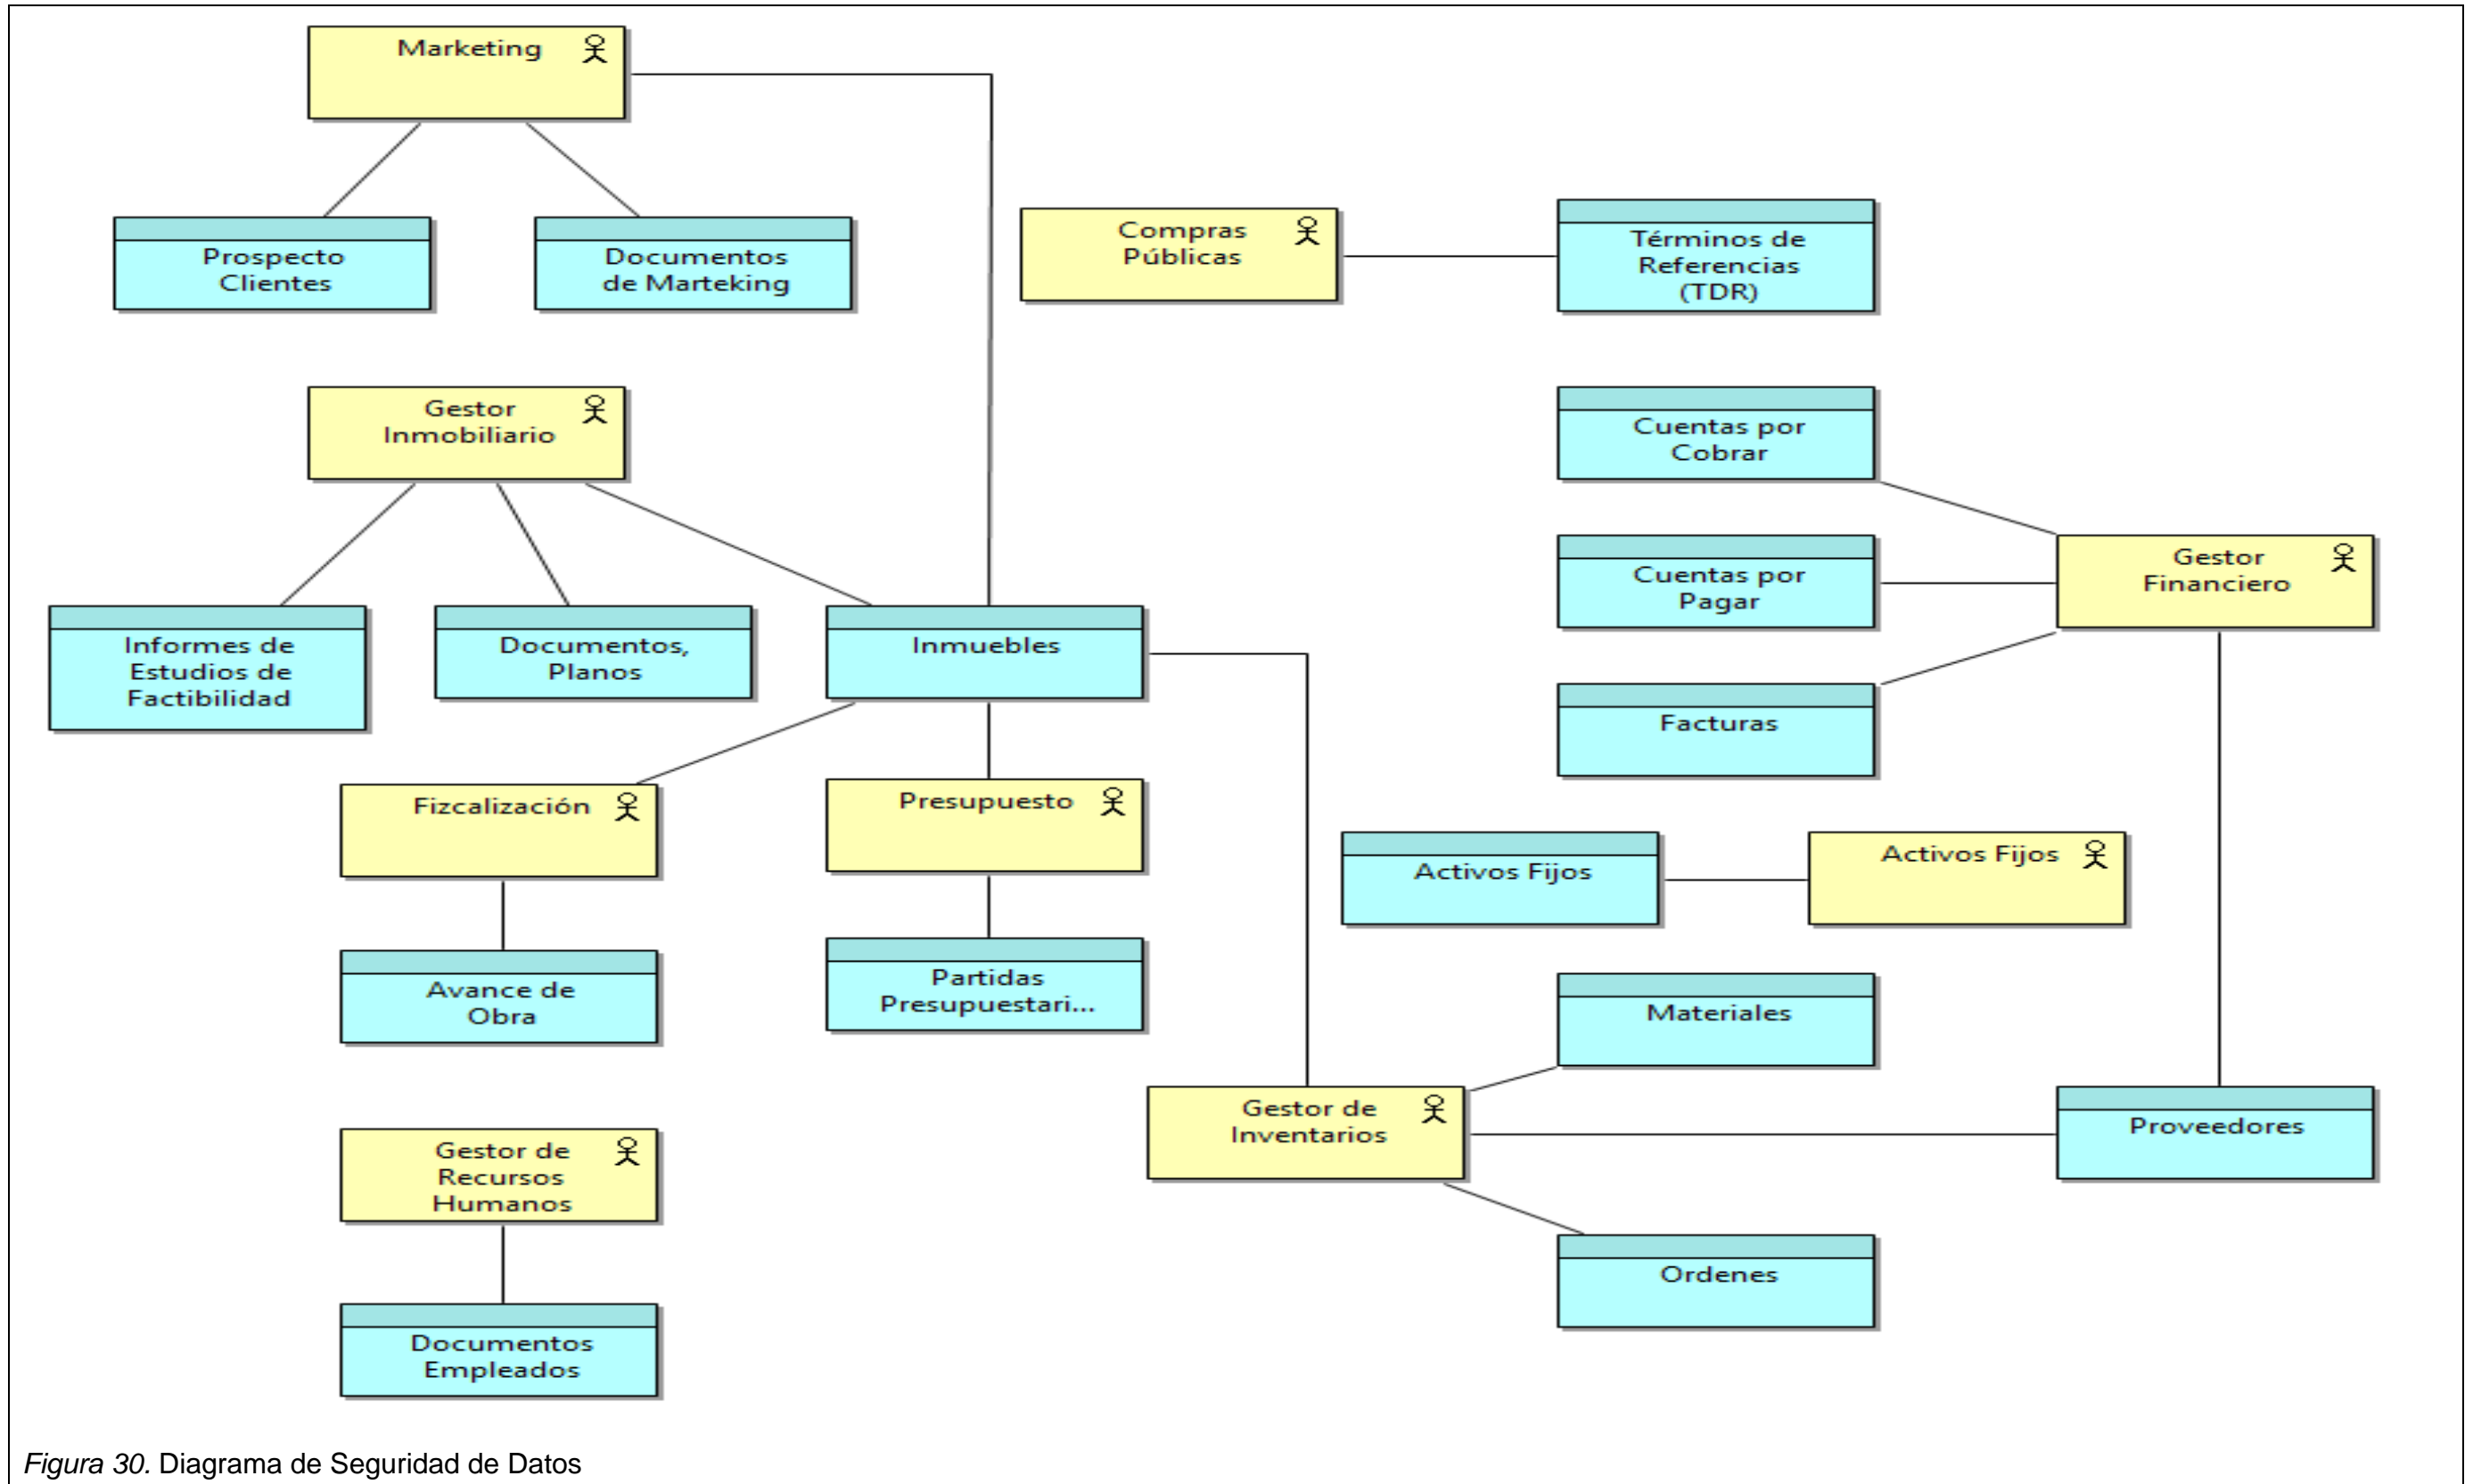 Marketing
Prospecto
Clientes
Documentos
de Marteking
Compras
Públicas
Términos de
Referencias
(TDR)
Gestor
Inmobiliario
Cuentas por
Cobrar
Cuentas por
Pagar
Gestor
Financiero
Informes de
Estudios de
Factibilidad
Documentos,
Planos
Inmuebles
Facturas
Fizcalización
Presupuesto
Activos Fijos
Activos Fijos
Avance de
Obra
Partidas
Presupuestari...
Materiales
Gestor de
Inventarios
Proveedores
Gestor de
Recursos
Humanos
Ordenes
Documentos
Empleados
Figura 30. Diagrama de Seguridad de Datos